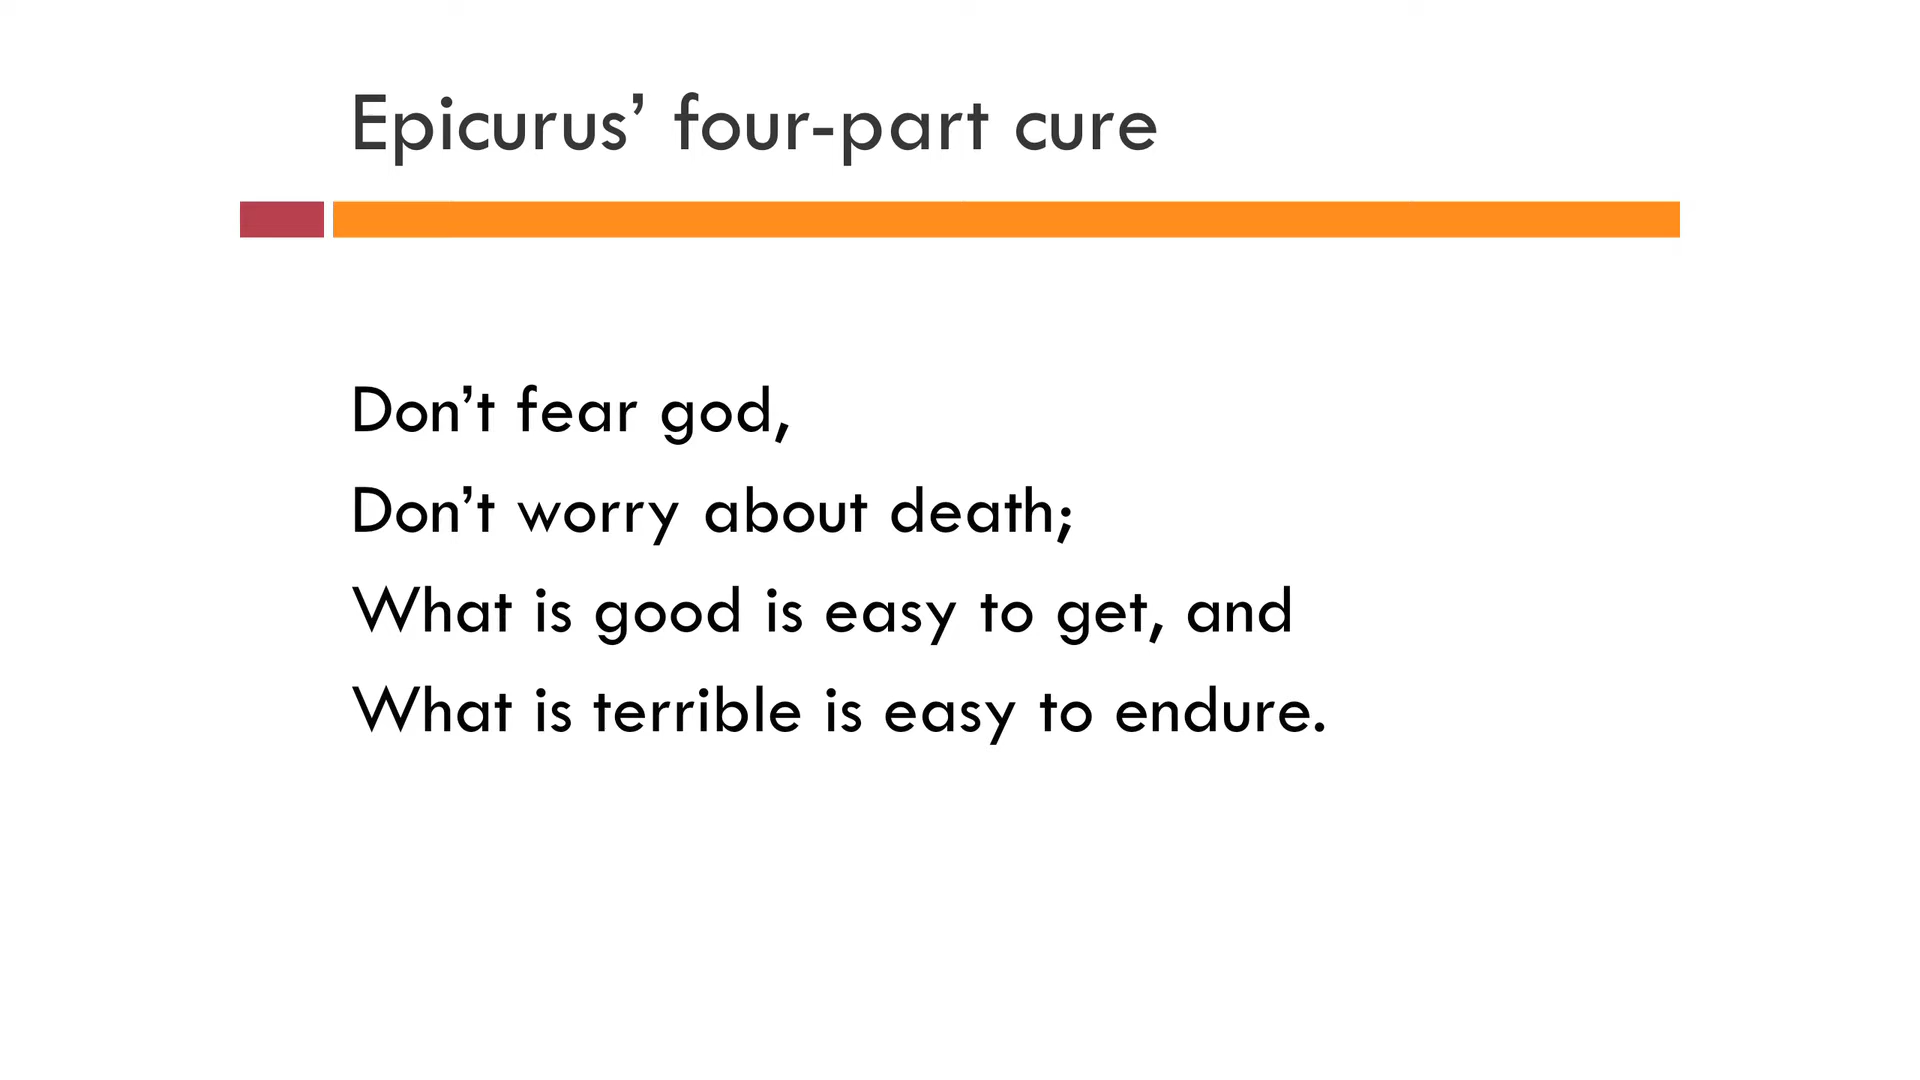 Epicurus’ four-part cure
Don’t fear god,
Don’t worry about death;
What is good is easy to get, and
What is terrible is easy to endure.